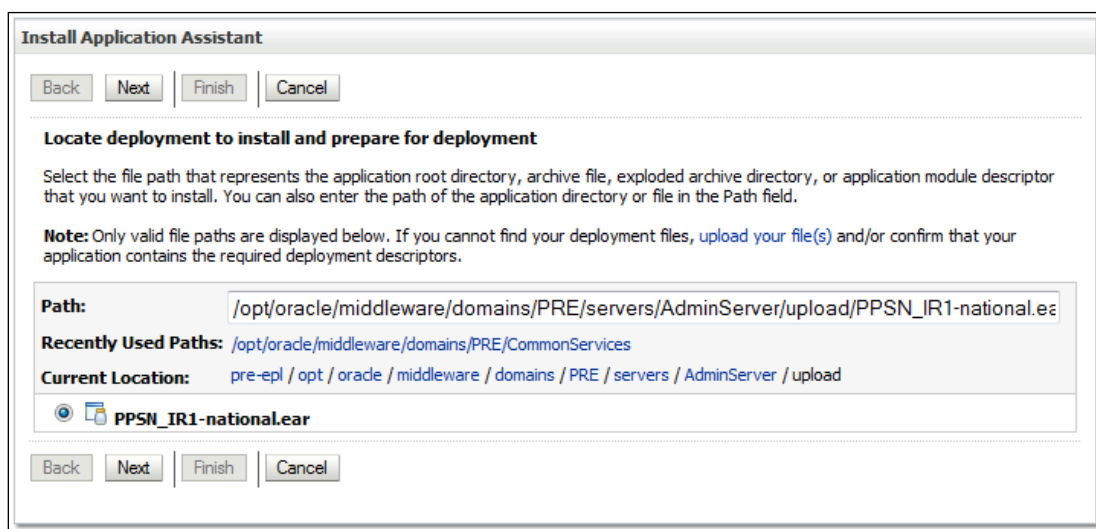 Install Application Assistant
Back Next Finish Cancel
Locate deployment to install and prepare for deployment
Select the file path that represents the application root directory, archive file, exploded archive directory, or application module descriptor
that you want to install. You can also enter the path of the application directory or file in the Path field.
Note: Only valid file paths are displayed below. If you cannot find your deployment files, upload your file(s) and/or confirm that your
application contains the required deployment descriptors.
Path: /opt/oracle/middleware/domains/PRE/servers/AdminServer/upload/PPSN_IR1-national.ea
Recently Used Paths: /opt/oracle/middleware/domains/PRE/CommonServices
Current Location: pre-epl / opt / oracle / middleware / domains / PRE / servers / AdminServer / upload
PPSN_IR1-national.ear
Back Next Finish Cancel